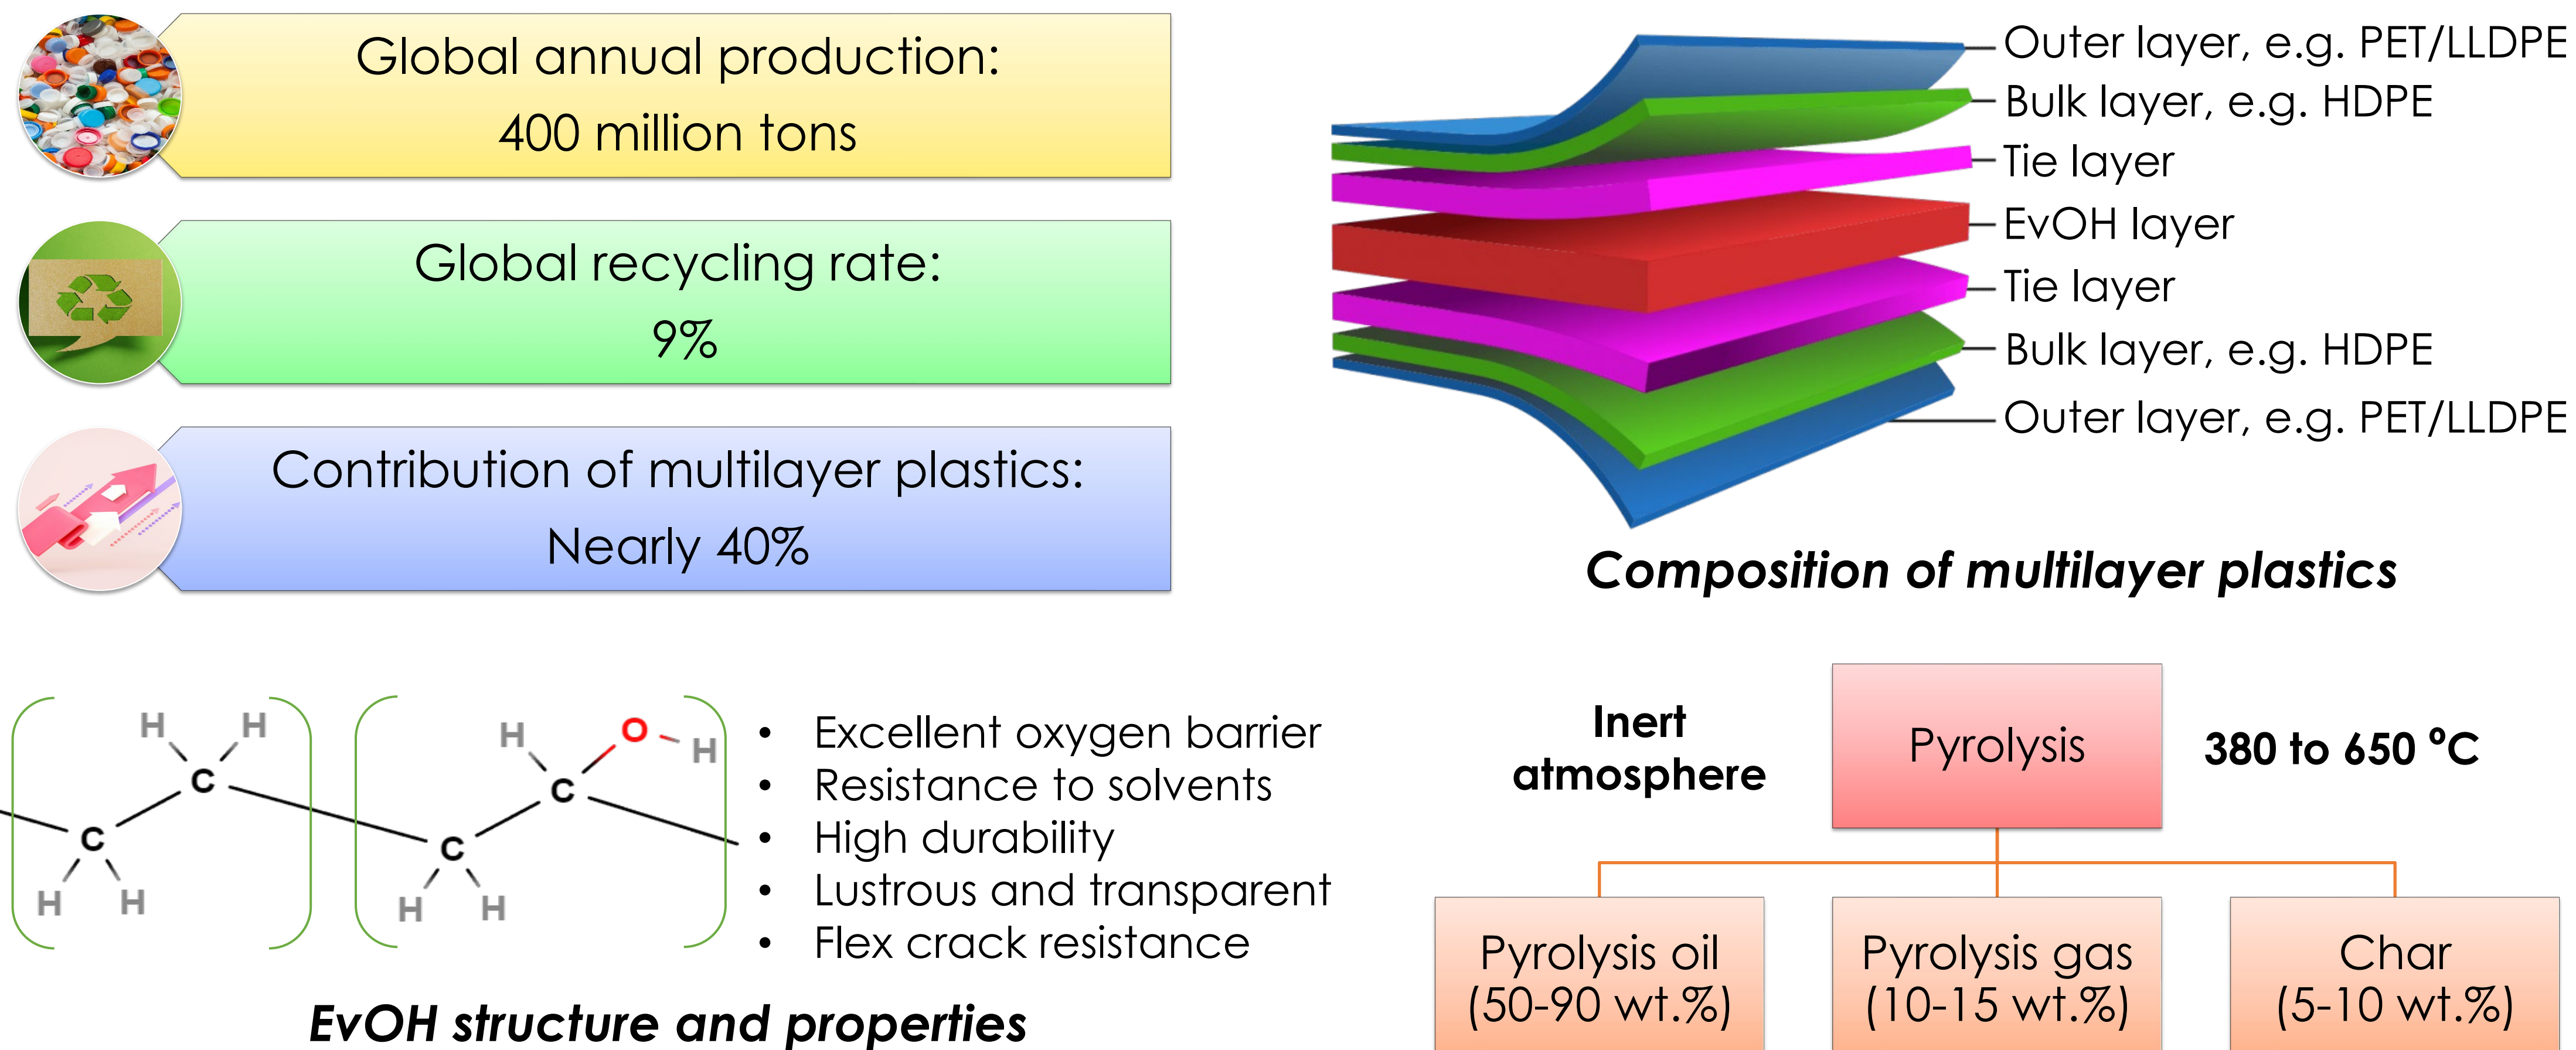 Global annual production:
400 million tons
Global recycling rate:
9%
Contribution of multilayer plastics:
Nearly 40%
Outer layer, e.g. PET/LLDPE
Bulk layer, e.g. HDPE
Tie layer
EvOH layer
Tie layer
Bulk layer, e.g. HDPE
Outer layer, e.g. PET/LLDPE
Composition of multilayer plastics
H H
C
C
H H
H O - H
C
C
H H
• Excellent oxygen barrier
• Resistance to solvents
• High durability
• Lustrous and transparent
• Flex crack resistance
EvOH structure and properties
Inert
atmosphere
Pyrolysis
380 to 650 ºC
Pyrolysis oil
(50-90 wt.%)
Pyrolysis gas
(10-15 wt.%)
Char
(5-10 wt.%)